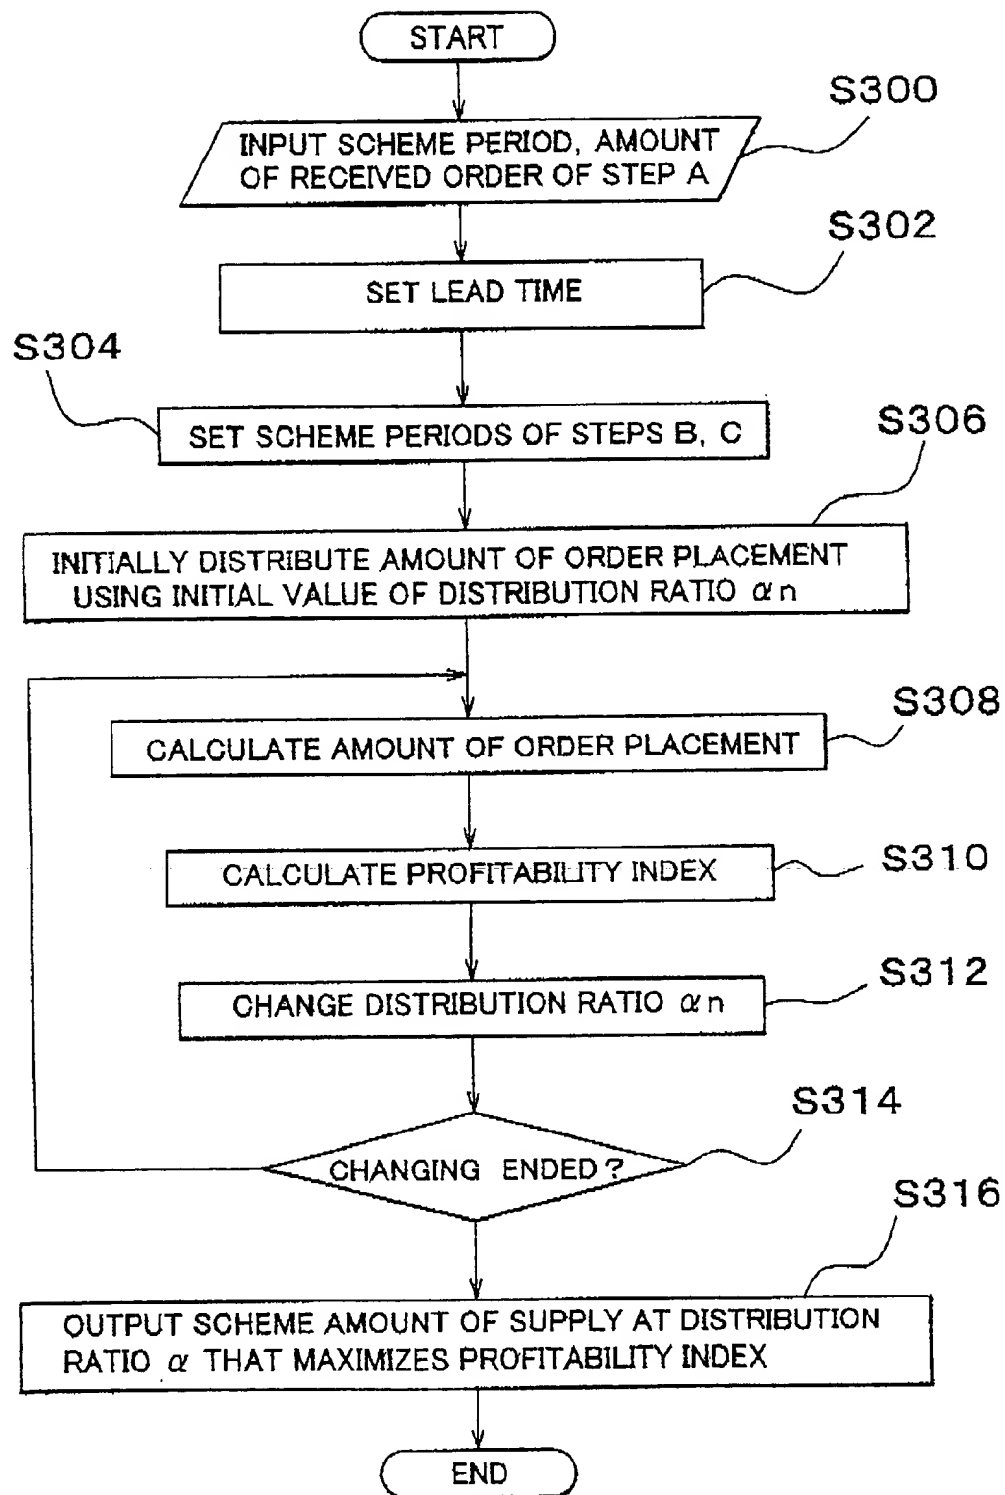 START
S300
INPUT SCHEME PERIOD, AMOUNT
OF RECEIVED ORDER OF STEP A
S302
SET LEAD TIME
S304
SET SCHEME PERIODS OF STEPS B, C
S306
INITIALLY DISTRIBUTE AMOUNT OF ORDER PLACEMENT
USING INITIAL VALUE OF DISTRIBUTION RATIO αn
S308
CALCULATE AMOUNT OF ORDER PLACEMENT
S310
CALCULATE PROFITABILITY INDEX
S312
CHANGE DISTRIBUTION RATIO αn
S314
CHANGING ENDED?
S316
OUTPUT SCHEME AMOUNT OF SUPPLY AT DISTRIBUTION
RATIO α THAT MAXIMIZES PROFITABILITY INDEX
END